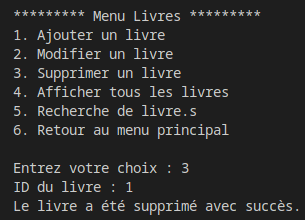 ********* Menu Livres *********
1. Ajouter un livre
2. Modifier un livre
3. Supprimer un livre
4. Afficher tous les livres
5. Recherche de livre.s
6. Retour au menu principal
Entrez votre choix : 3
ID du livre : 1
Le livre a été supprimé avec succès.